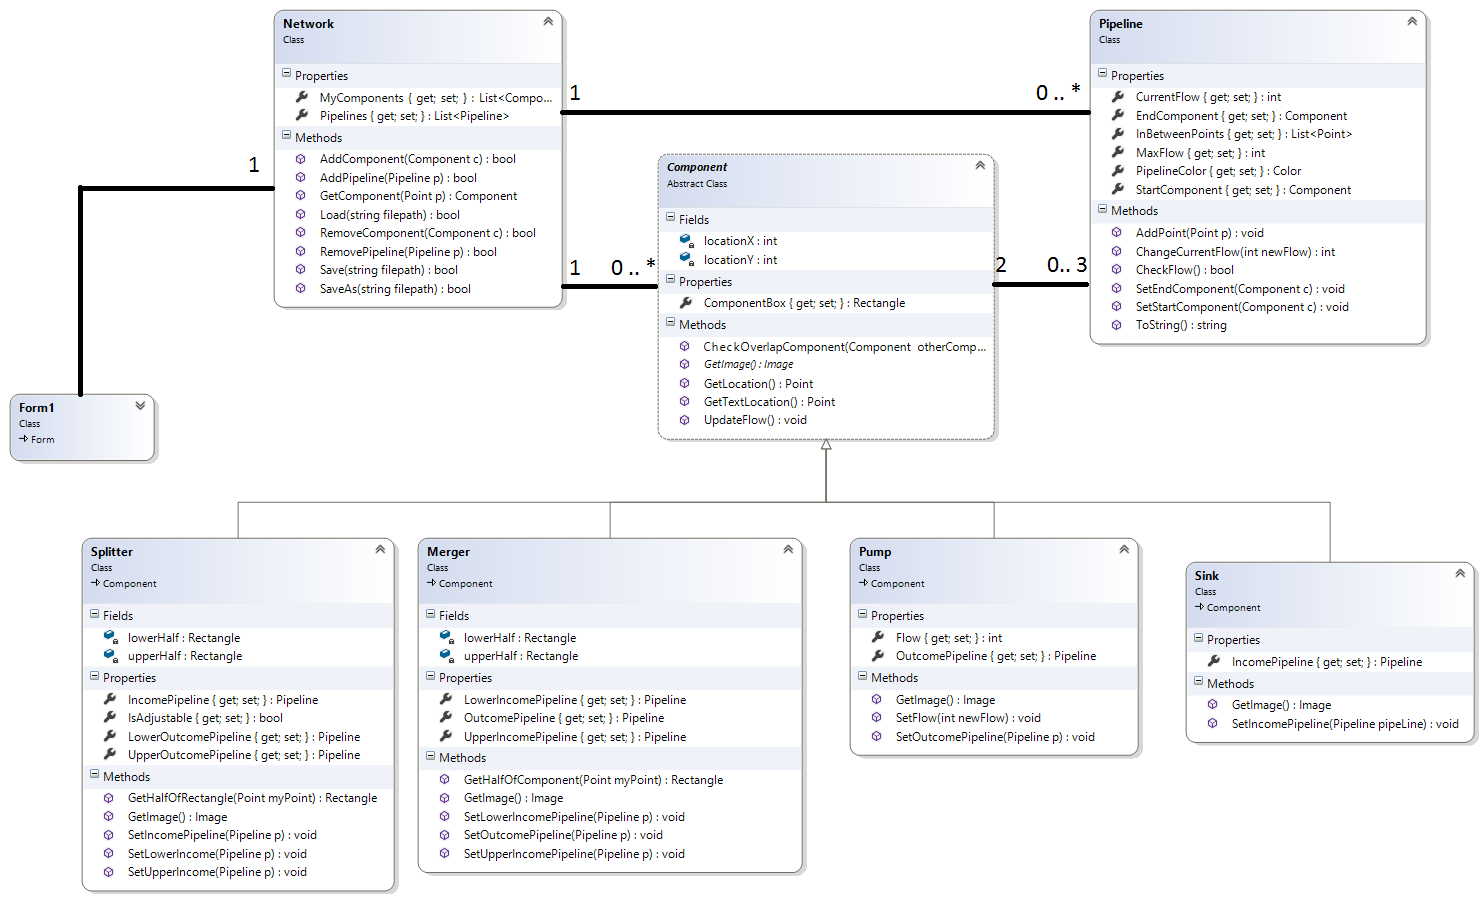 Network
Class
Properties
MyComponents { get; set; } : List<Compo...
Pipelines { get; set; } : List<Pipeline>
Methods
AddComponent(Component c) : bool
AddPipeline(Pipeline p) : bool
GetComponent(Point p) : Component
Load(string filepath) : bool
RemoveComponent(Component c) : bool
RemovePipeline(Pipeline p) : bool
Save(string filepath) : bool
SaveAs(string filepath) : bool
1
0 .. *
Pipeline
Class
Properties
CurrentFlow { get; set; } : int
EndComponent { get; set; } : Component
InBetweenPoints { get; set; } : List<Point>
MaxFlow { get; set; } : int
PipelineColor { get; set; } : Color
StartComponent { get; set; } : Component
Methods
AddPoint(Point p) : void
ChangeCurrentFlow(int newFlow) : int
CheckFlow() : bool
SetEndComponent(Component c) : void
SetStartComponent(Component c) : void
ToString() : string
1
1
0 .. *
Component
Abstract Class
Fields
locationX : int
locationY : int
Properties
ComponentBox { get; set; } : Rectangle
Methods
CheckOverlapComponent(Component otherComp...
GetImage() : Image
GetLocation() : Point
GetTextLocation() : Point
UpdateFlow() : void
2
0.. 3
Form1
Class
Form
Splitter
Class
Component
Fields
lowerHalf : Rectangle
upperHalf : Rectangle
Properties
IncomePipeline { get; set; } : Pipeline
IsAdjustable { get; set; } : bool
LowerOutcomePipeline { get; set; } : Pipeline
UpperOutcomePipeline { get; set; } : Pipeline
Methods
GetHalfOfRectangle(Point myPoint) : Rectangle
GetImage() : Image
SetIncomePipeline(Pipeline p) : void
SetLowerIncome(Pipeline p) : void
SetUpperIncome(Pipeline p) : void
Merger
Class
Component
Fields
lowerHalf : Rectangle
upperHalf : Rectangle
Properties
LowerIncomePipeline { get; set; } : Pipeline
OutcomePipeline { get; set; } : Pipeline
UpperIncomePipeline { get; set; } : Pipeline
Methods
GetHalfOfComponent(Point myPoint) : Rectangle
GetImage() : Image
SetLowerIncomePipeline(Pipeline p) : void
SetOutcomePipeline(Pipeline p) : void
SetUpperIncomePipeline(Pipeline p) : void
Pump
Class
Component
Properties
Flow { get; set; } : int
OutcomePipeline { get; set; } : Pipeline
Methods
GetImage() : Image
SetFlow(int newFlow) : void
SetOutcomePipeline(Pipeline p) : void
Sink
Class
Component
Properties
IncomePipeline { get; set; } : Pipeline
Methods
GetImage() : Image
SetIncomePipeline(Pipeline pipeLine) : void